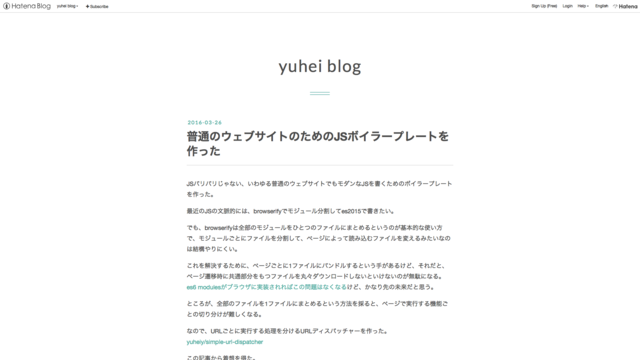 Hatena Blog yuhei blog Subscribe Sign Up (Free) Login Help English Hatena
yuhei blog
2016-03-26
普通のウェブサイトのためのJSボイラープレートを
作った
JSバリバリじゃない、いわゆる普通のウェブサイトでもモダンなJSを書くためのボイラープレート
を作った。
最近のJSの文脈的には、browserifyでモジュール分割してes2015で書きたい。
でも、browserifyは全部のモジュールをひとつのファイルにまとめるというのが基本的な使い方
で、モジュールごとにファイルを分割して、ページによって読み込むファイルを変えるみたいなの
は結構やりにくい。
これを解決するために、ページごとに1ファイルにバンドルするという手があるけど、それだと、
ページ遷移時に共通部分をもつファイルを丸々ダウンロードしないといけないのが無駄になる。
es6 modulesがブラウザに実装されればこの問題はなくなるけど、かなり先の未来だと思う。
ところが、全部のファイルを1ファイルにまとめるという方法を採ると、ページで実行する機能ご
との切り分けが難しくなる。
なので、URLごとに実行する処理を分けるURLディスパッチャーを作った。
yuheiy/simple-url-dispatcher
この記事から着想を得た。